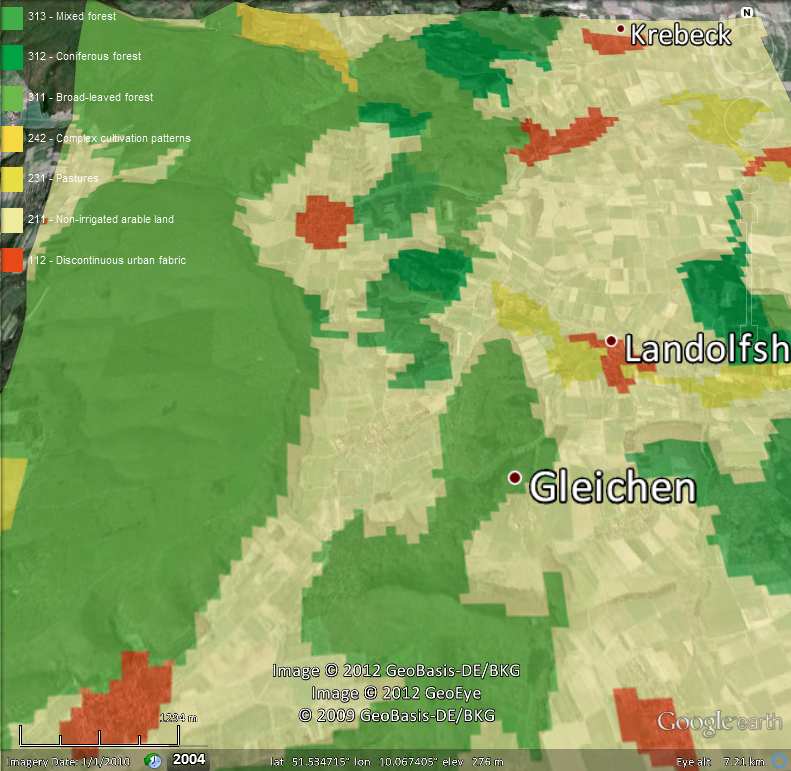 313 - Mixed forest
312 - Coniferous forest
311 - Broad-leaved forest
242 - Complex cultivation patterns
231 - Pastures
211 - Non-irrigated arable land
112 - Discontinuous urban fabric
N
Krebeck
Landolfsh
Gleichen
Image © 2012 GeoBasis-DE/BKG
Image © 2012 GeoEye
© 2009 GeoBasis-DE/BKG
1294 m
Google earth
Imagery Date: 1/1/2010 2004 lat 51.534715° lon 10.067405° elev 276 m Eye alt 7.21 km